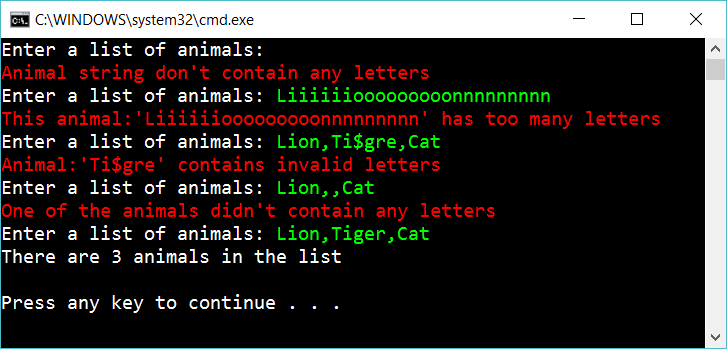 C:\WINDOWS\system32\cmd.exe
Enter a list of animals:
Animal string don't contain any letters
Enter a list of animals: Liiiiiiooooooooonnnnnnnnn
This animal:'Liiiiiiooooooooonnnnnnnnn' has too many letters
Enter a list of animals: Lion,Ti$gre,Cat
Animal:'Ti$gre' contains invalid letters
Enter a list of animals: Lion,,Cat
One of the animals didn't contain any letters
Enter a list of animals: Lion,Tiger,Cat
There are 3 animals in the list
Press any key to continue . . .